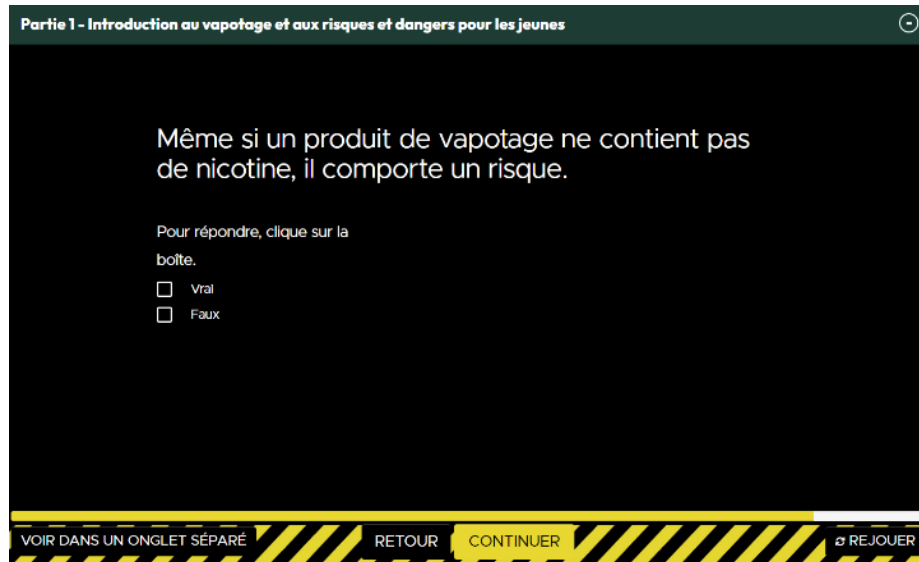 Partie 1 - Introduction au vapotage et aux risques et dangers pour les jeunes
Même si un produit de vapotage ne contient pas
de nicotine, il comporte un risque.
Pour répondre, clique sur la
boîte.
Vrai
Faux
VOIR DANS UN ONGLET SÉPARÉ
RETOUR
CONTINUER
REJOUER